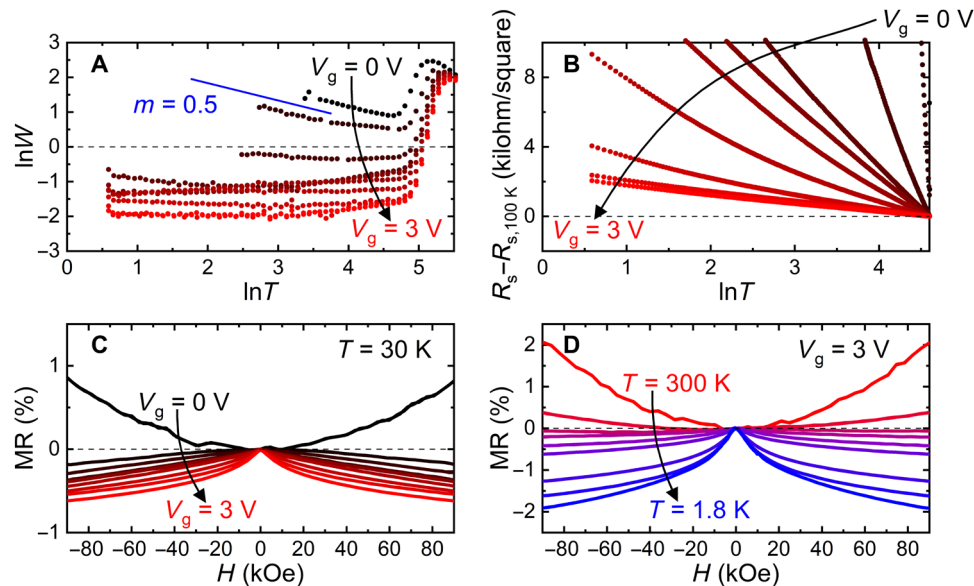 A
V_g = 0 V
m = 0.5
V_g = 3 V
lnW
3
2
1
0
−1
−2
−3
0 1 2 3 4 5
lnT
B
V_g = 0 V
V_g = 3 V
R_s−R_s,100 K (kilohm/square)
8
4
0
0 1 2 3 4
lnT
C
T = 30 K
V_g = 0 V
V_g = 3 V
MR (%)
1
0
−1
−80 −60 −40 −20 0 20 40 60 80
H (kOe)
D
V_g = 3 V
T = 300 K
T = 1.8 K
MR (%)
2
1
0
−1
−2
−80 −60 −40 −20 0 20 40 60 80
H (kOe)